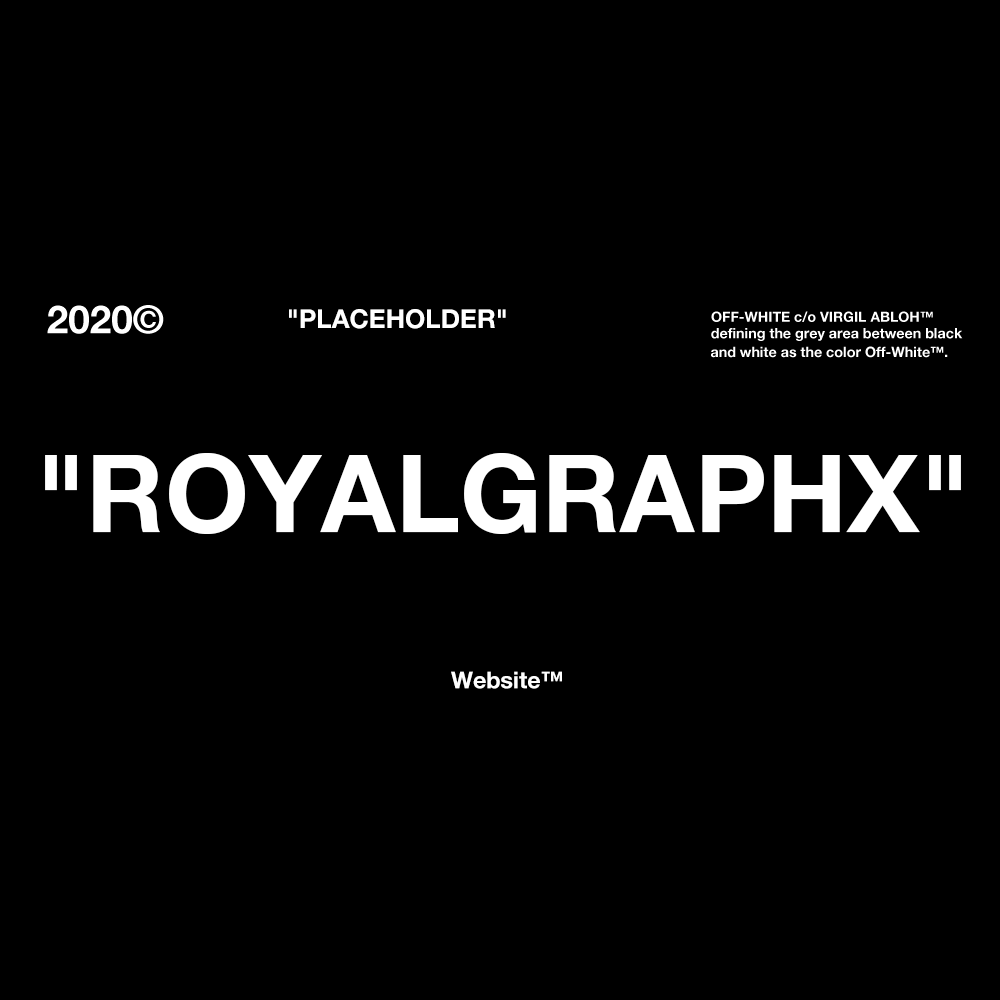 2020©
"PLACEHOLDER"
OFF-WHITE c/o VIRGIL ABLOH™
defining the grey area between black
and white as the color Off-White™.
"ROYALGRAPHX"
Website™